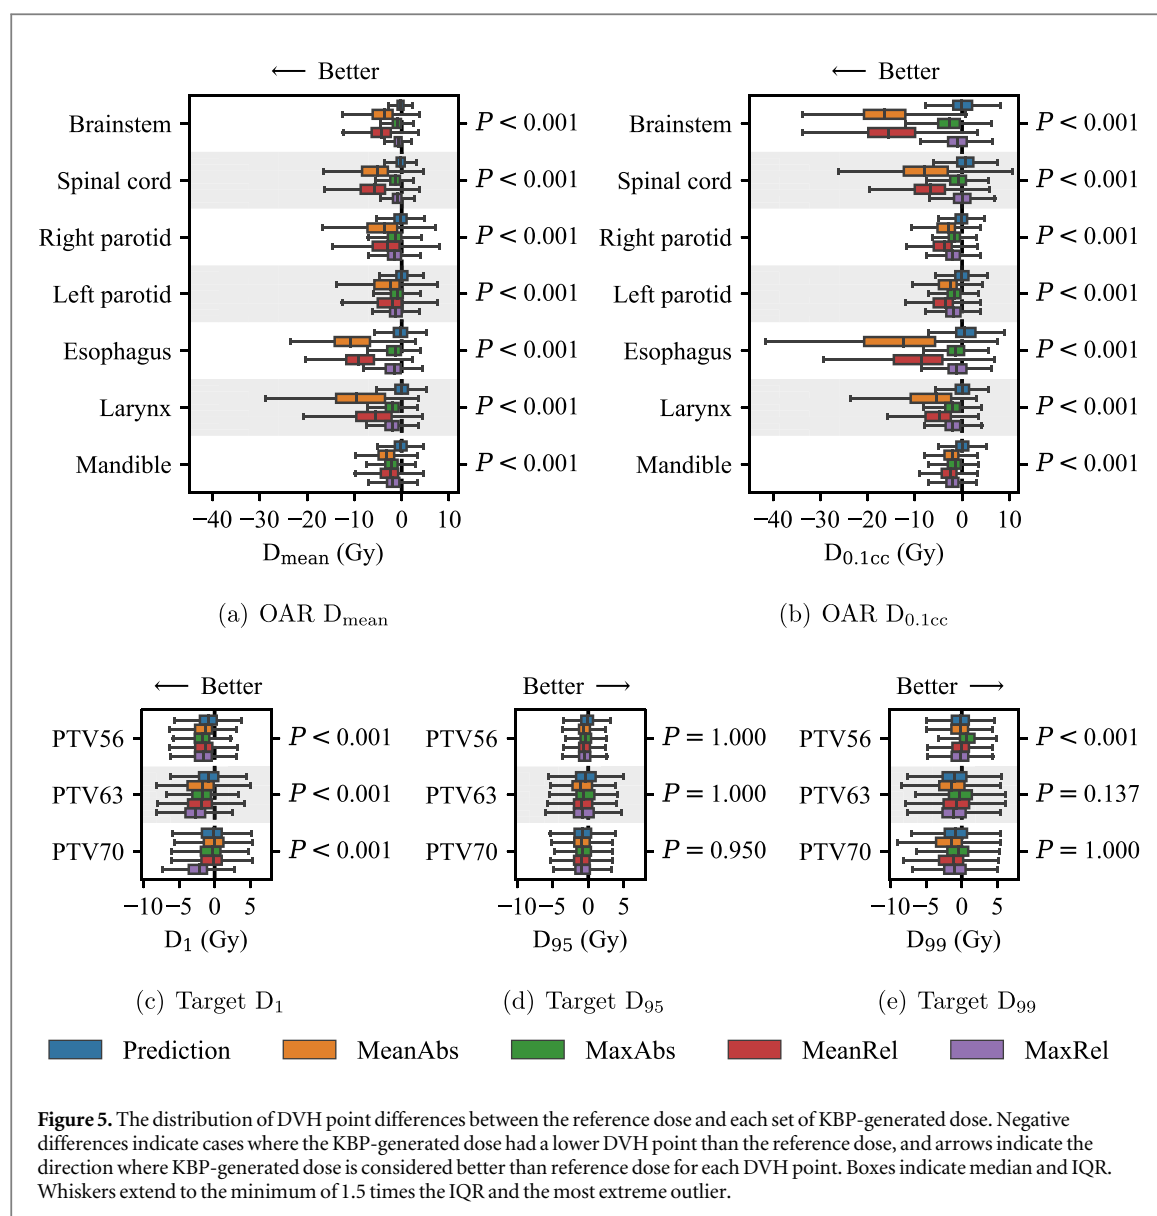 ← Better
← Better
Brainstem
P < 0.001
Brainstem
P < 0.001
Spinal cord
P < 0.001
Spinal cord
P < 0.001
Right parotid
P < 0.001
Right parotid
P < 0.001
Left parotid
P < 0.001
Left parotid
P < 0.001
Esophagus
P < 0.001
Esophagus
P < 0.001
Larynx
P < 0.001
Larynx
P < 0.001
Mandible
P < 0.001
Mandible
P < 0.001
−40 −30 −20 −10 0 10
−40 −30 −20 −10 0 10
Dmean (Gy)
D0.1cc (Gy)
(a) OAR Dmean
(b) OAR D0.1cc
← Better
Better →
Better →
PTV56
P < 0.001
PTV56
P = 1.000
PTV56
P < 0.001
PTV63
P < 0.001
PTV63
P = 1.000
PTV63
P = 0.137
PTV70
P < 0.001
PTV70
P = 0.950
PTV70
P = 1.000
−10 −5 0 5
−10 −5 0 5
−10 −5 0 5
D1 (Gy)
D95 (Gy)
D99 (Gy)
(c) Target D1
(d) Target D95
(e) Target D99
Prediction MeanAbs MaxAbs MeanRel MaxRel
Figure 5. The distribution of DVH point differences between the reference dose and each set of KBP-generated dose. Negative
differences indicate cases where the KBP-generated dose had a lower DVH point than the reference dose, and arrows indicate the
direction where KBP-generated dose is considered better than reference dose for each DVH point. Boxes indicate median and IQR.
Whiskers extend to the minimum of 1.5 times the IQR and the most extreme outlier.